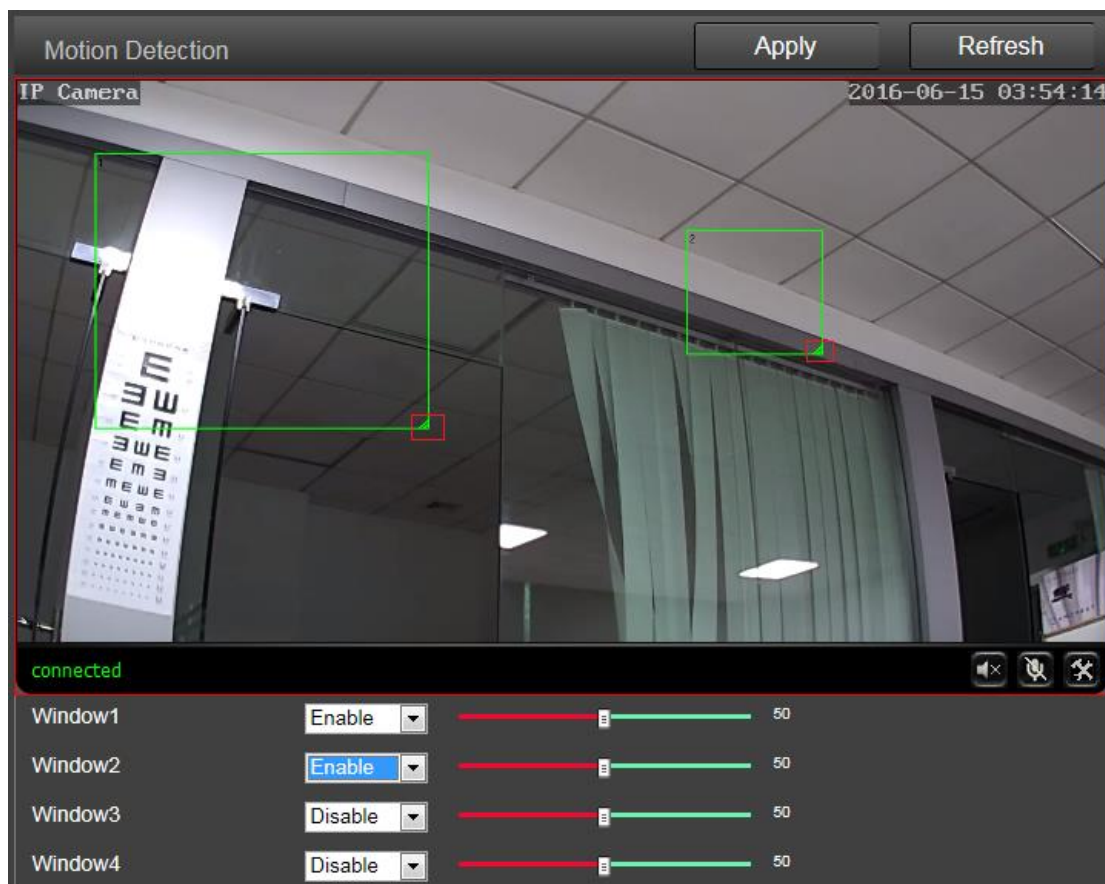 Motion Detection Apply Refresh
IP Camera 2016-06-15 03:54:14
1
2
E
E W
E m
E W E
E m E
m E W E
connected
Window1 Enable 50
Window2 Enable 50
Window3 Disable 50
Window4 Disable 50